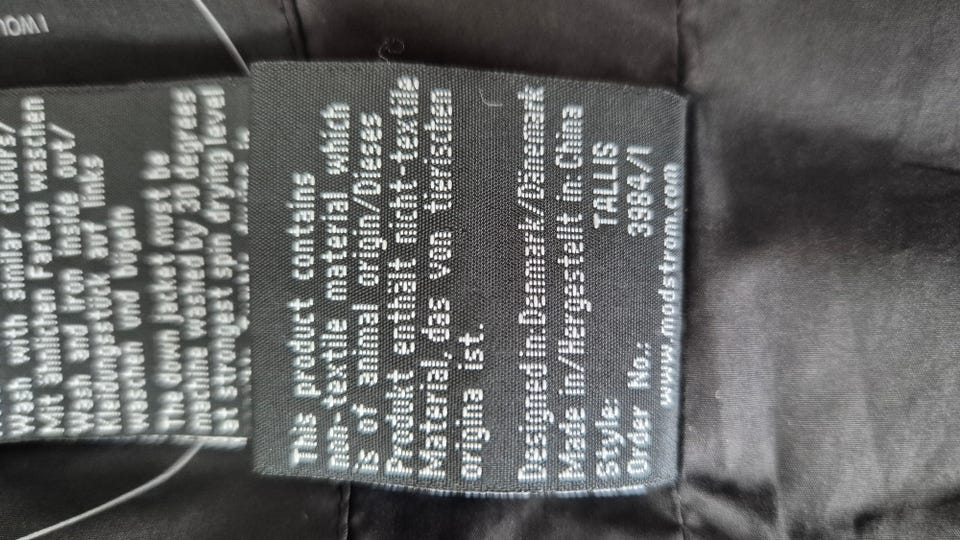 Wash with similar colours/
Mit ähnlichen Farben waschen
Wash and iron inside out/
Kleidungsstück auf links
waschen und bügeln
The down jacket must be
machine washed by 30 degrees
at strongest spin drying level
This product contains
non-textile material which
is of animal origin/Dieses
Produkt enthält nicht-textile
Material, das von tierischen
origina ist.
Designed in:Denmark/Dänemark
Made in/Hergestellt in:China
Style: TALLIS
Order No.: 3984/1
www.modstrom.com